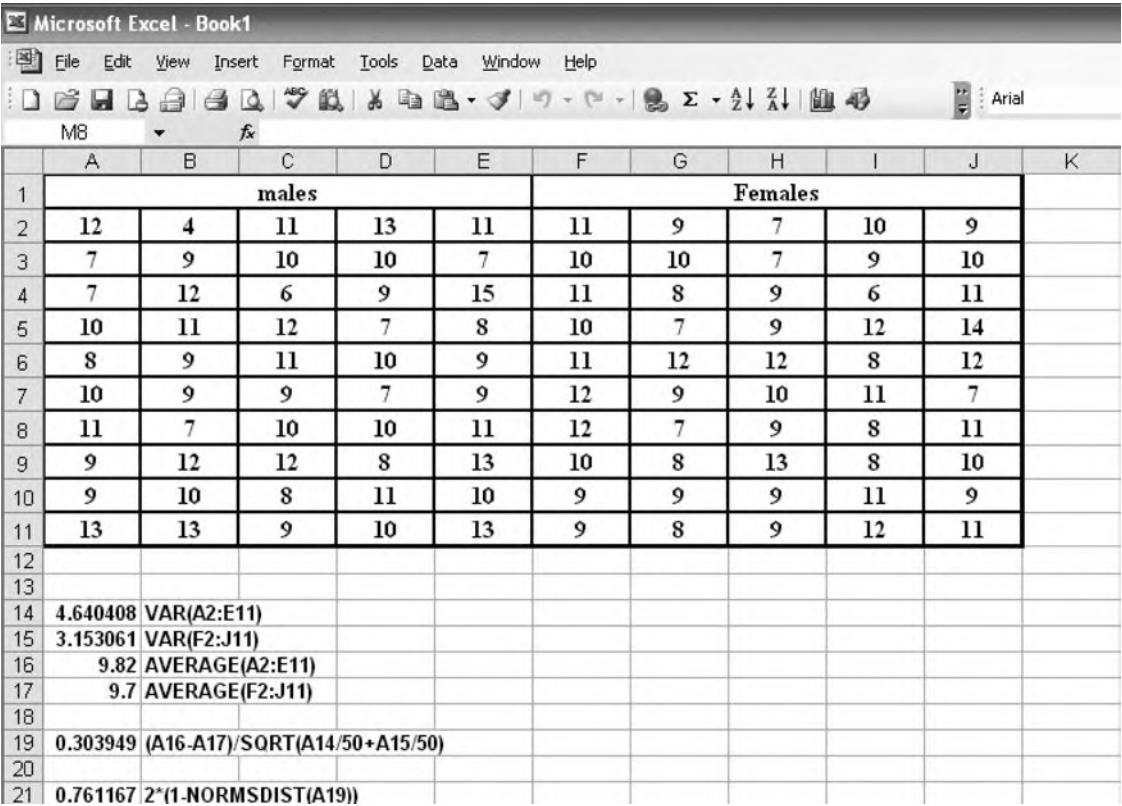 Microsoft Excel - Book1
File Edit View Insert Format Tools Data Window Help
ABC Σ A Z Z A Arial
M8 fx
A B C D E F G H I J K
1 males Females
2 12 4 11 13 11 11 9 7 10 9
3 7 9 10 10 7 10 10 7 9 10
4 7 12 6 9 15 11 8 9 6 11
5 10 11 12 7 8 10 7 9 12 14
6 8 9 11 10 9 11 12 12 8 12
7 10 9 9 7 9 12 9 10 11 7
8 11 7 10 10 11 12 7 9 8 11
9 9 12 12 8 13 10 8 13 8 10
10 9 10 8 11 10 9 9 9 11 9
11 13 13 9 10 13 9 8 9 12 11
12
13
14 4.640408 VAR(A2:E11)
15 3.153061 VAR(F2:J11)
16 9.82 AVERAGE(A2:E11)
17 9.7 AVERAGE(F2:J11)
18
19 0.303949 (A16-A17)/SQRT(A14/50+A15/50)
20
21 0.761167 2*(1-NORMSDIST(A19))